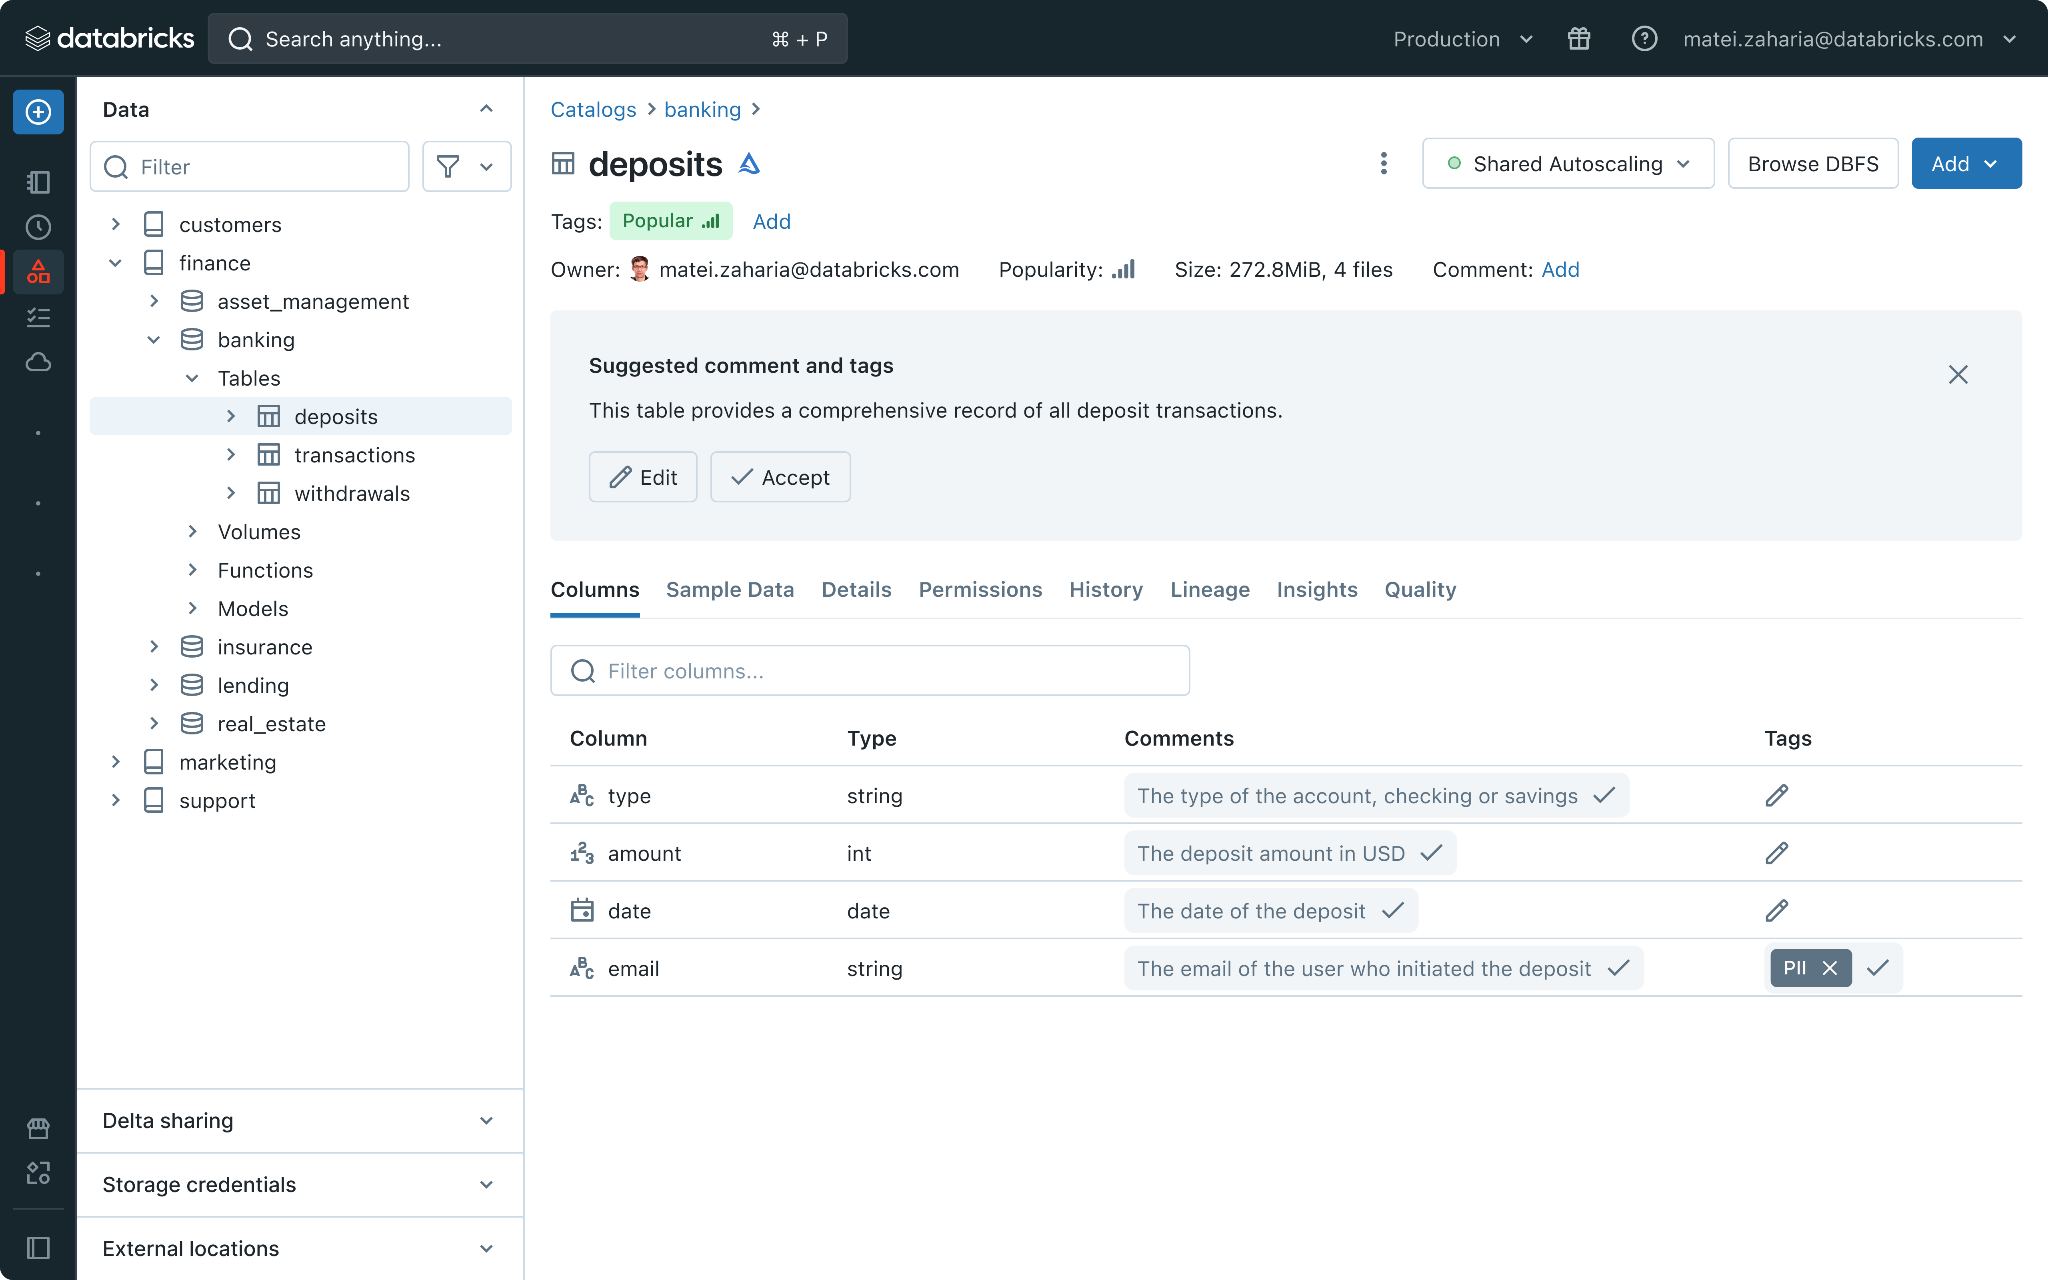 databricks
Search anything... ⌘ + P
Production
matei.zaharia@databricks.com
Data
Filter
customers
finance
asset_management
banking
Tables
deposits
transactions
withdrawals
Volumes
Functions
Models
insurance
lending
real_estate
marketing
support
Delta sharing
Storage credentials
External locations
Catalogs > banking >
deposits
Shared Autoscaling
Browse DBFS
Add
Tags: Popular Add
Owner: matei.zaharia@databricks.com Popularity: Size: 272.8MiB, 4 files Comment: Add
Suggested comment and tags
This table provides a comprehensive record of all deposit transactions.
Edit Accept
Columns Sample Data Details Permissions History Lineage Insights Quality
Filter columns...
Column Type Comments Tags
type string The type of the account, checking or savings
amount int The deposit amount in USD
date date The date of the deposit
email string The email of the user who initiated the deposit PII